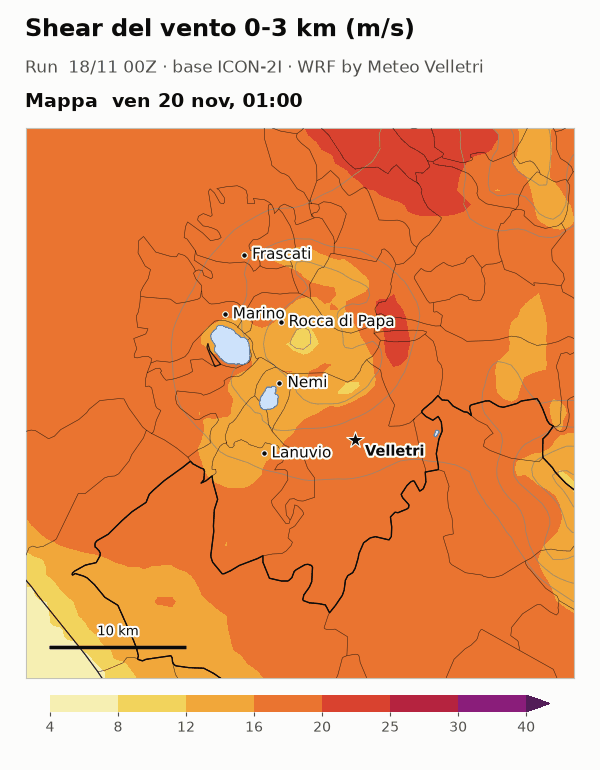 Shear del vento 0-3 km (m/s)
Run  18/11 00Z · base ICON-2I · WRF by Meteo Velletri
Mappa  ven 20 nov, 01:00
Frascati
Marino
Rocca di Papa
Nemi
Velletri
Lanuvio
10 km
4 8 12 16 20 25 30 40